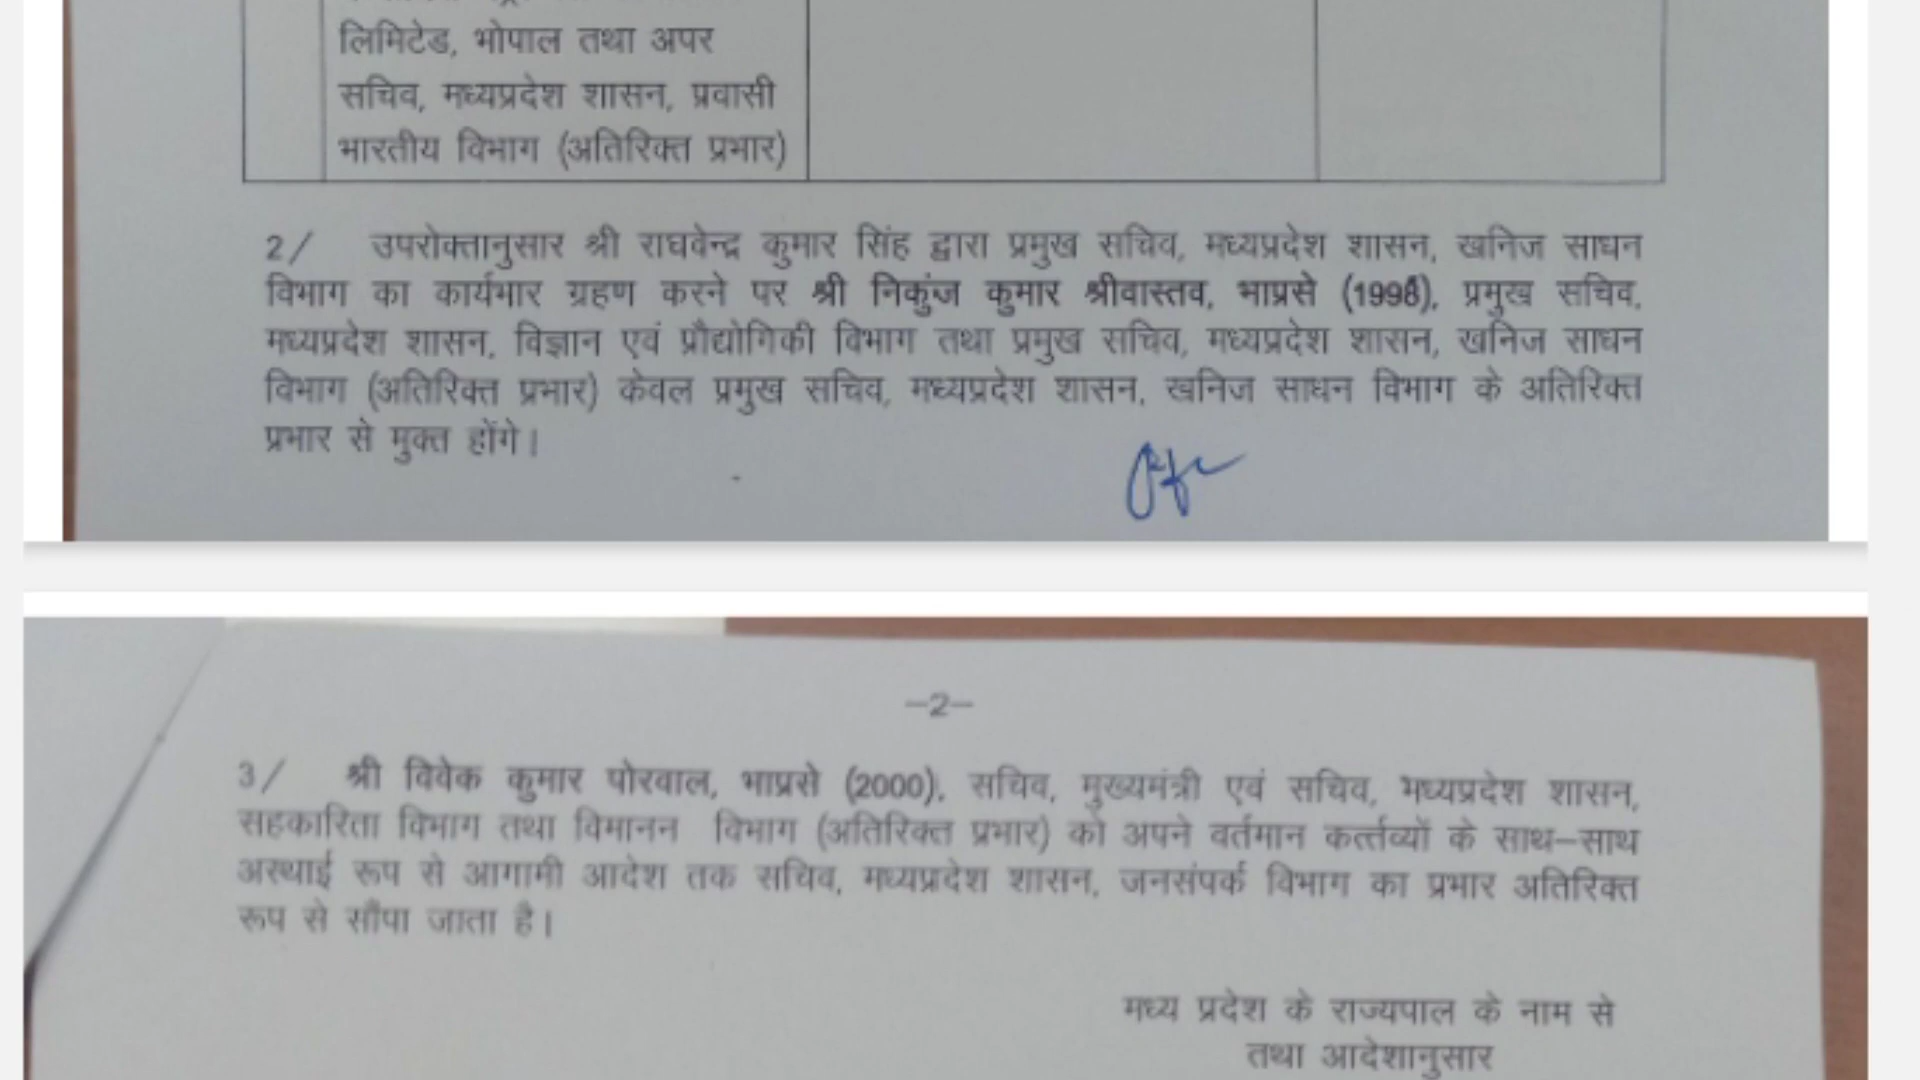 लिमिटेड, भोपाल तथा अपर
सचिव, मध्यप्रदेश शासन, प्रवासी
भारतीय विभाग (अतिरिक्त प्रभार)
2/ उपरोक्तानुसार श्री राघवेन्द्र कुमार सिंह द्वारा प्रमुख सचिव, मध्यप्रदेश शासन, खनिज साधन
विभाग का कार्यभार ग्रहण करने पर श्री निकुंज कुमार श्रीवास्तव, भाप्रसे (1998), प्रमुख सचिव,
मध्यप्रदेश शासन, विज्ञान एवं प्रौद्योगिकी विभाग तथा प्रमुख सचिव, मध्यप्रदेश शासन, खनिज साधन
विभाग (अतिरिक्त प्रभार) केवल प्रमुख सचिव, मध्यप्रदेश शासन, खनिज साधन विभाग के अतिरिक्त
प्रभार से मुक्त होंगे।
–2–
3/ श्री विवेक कुमार पोरवाल, भाप्रसे (2000), सचिव, मुख्यमंत्री एवं सचिव, मध्यप्रदेश शासन,
सहकारिता विभाग तथा विमानन विभाग (अतिरिक्त प्रभार) को अपने वर्तमान कर्त्तव्यों के साथ–साथ
अस्थाई रूप से आगामी आदेश तक सचिव, मध्यप्रदेश शासन, जनसंपर्क विभाग का प्रभार अतिरिक्त
रूप से सौंपा जाता है।
मध्य प्रदेश के राज्यपाल के नाम से
तथा आदेशानुसार